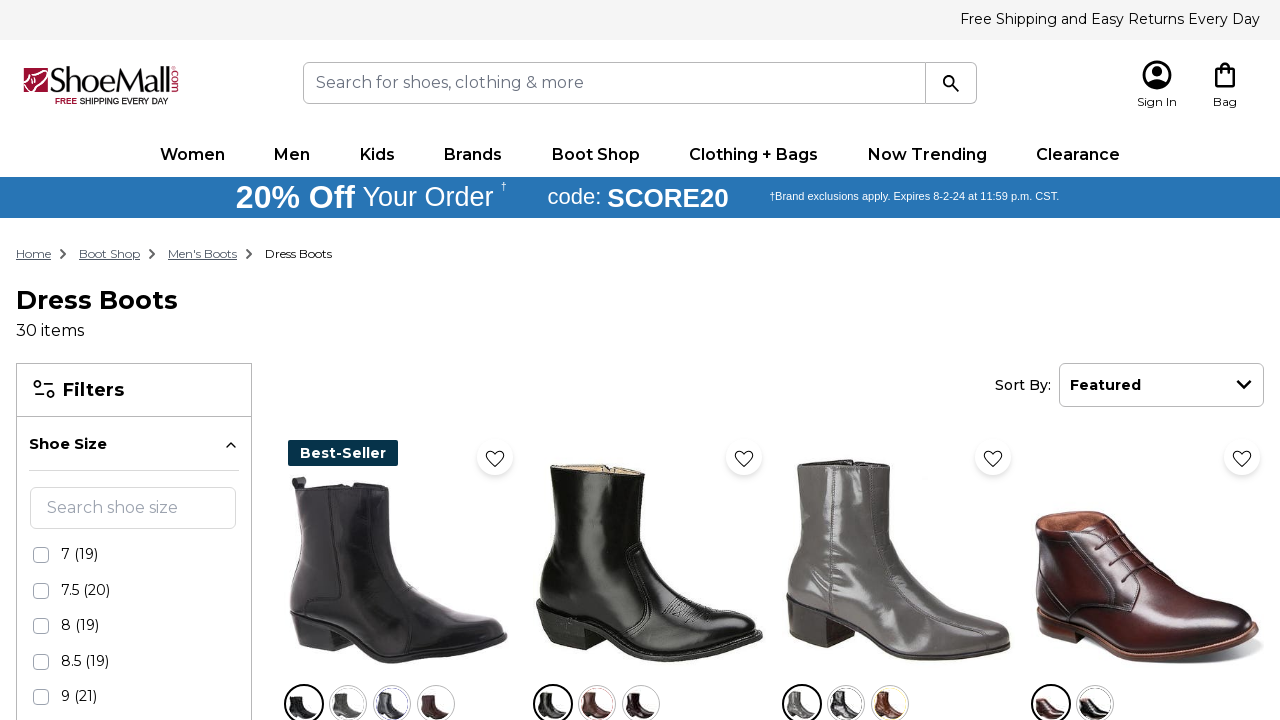 Free Shipping and Easy Returns Every Day
ShoeMall.com
FREE SHIPPING EVERY DAY
Search for shoes, clothing & more
Sign In
Bag
Women Men Kids Brands Boot Shop Clothing + Bags Now Trending Clearance
20% Off Your Order † code: SCORE20 †Brand exclusions apply. Expires 8-2-24 at 11:59 p.m. CST.
Home Boot Shop Men's Boots Dress Boots
Dress Boots
30 items
Filters
Sort By: Featured
Shoe Size
Search shoe size
7 (19)
7.5 (20)
8 (19)
8.5 (19)
9 (21)
Best-Seller